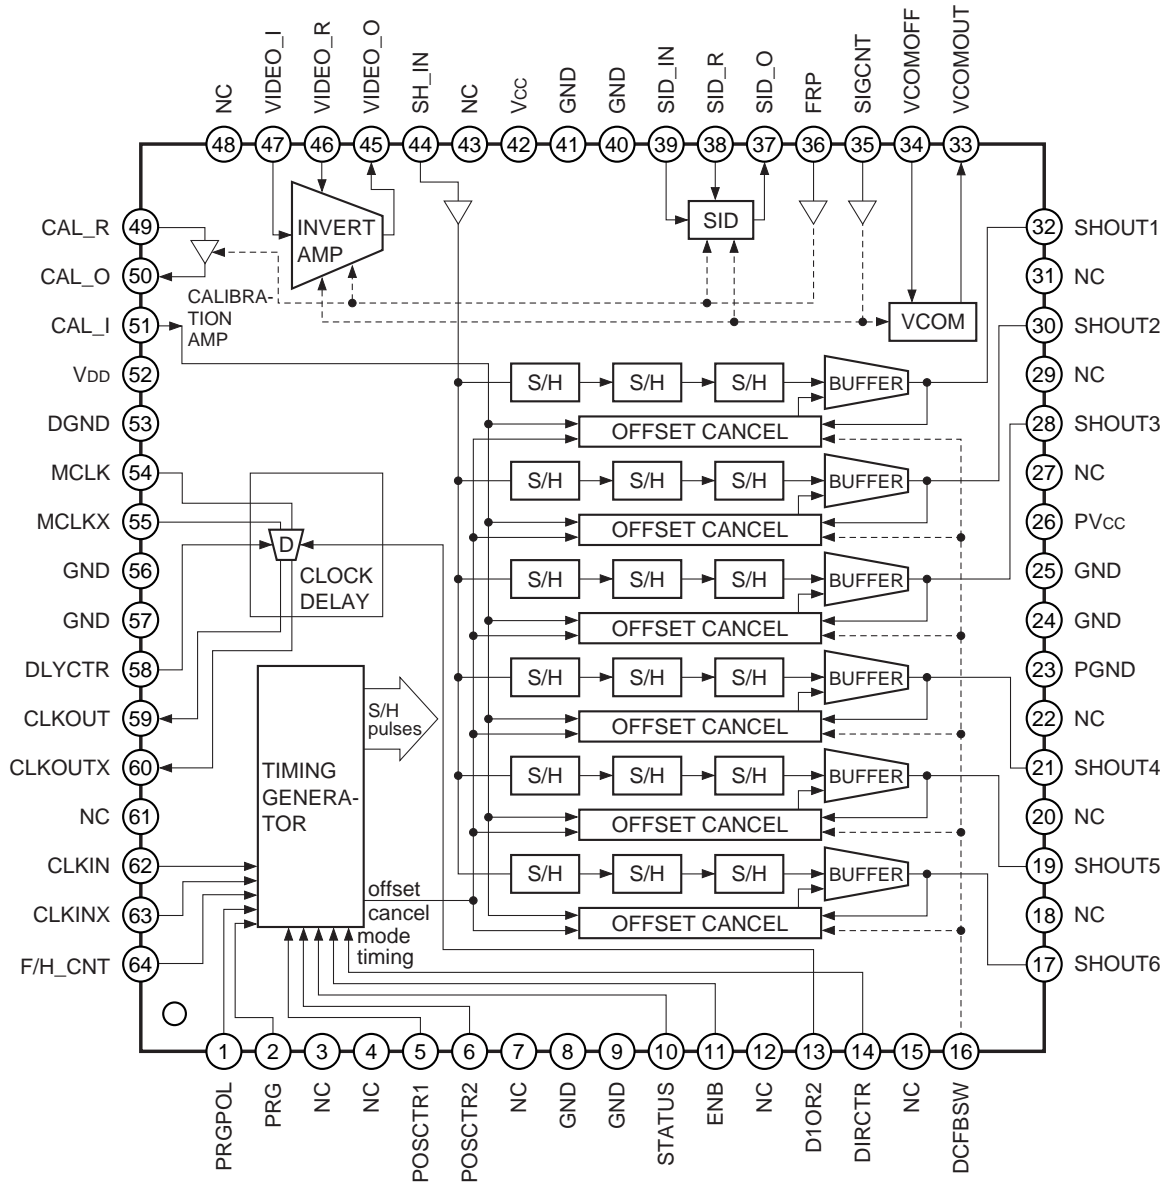 NC
VIDEO_I
VIDEO_R
VIDEO_O
SH_IN
NC
VCC
GND
GND
SID_IN
SID_R
SID_O
FRP
SIGCNT
VCOMOFF
VCOMOUT
48
47
46
45
44
43
42
41
40
39
38
37
36
35
34
33
CAL_R
49
CAL_O
50
CAL_I
51
VDD
52
DGND
53
MCLK
54
MCLKX
55
GND
56
GND
57
DLYCTR
58
CLKOUT
59
CLKOUTX
60
NC
61
CLKIN
62
CLKINX
63
F/H_CNT
64
INVERT
AMP
SID
VCOM
CALIBRA-
TION
AMP
S/H
S/H
S/H
BUFFER
OFFSET CANCEL
S/H
S/H
S/H
BUFFER
OFFSET CANCEL
S/H
S/H
S/H
BUFFER
OFFSET CANCEL
S/H
S/H
S/H
BUFFER
OFFSET CANCEL
S/H
S/H
S/H
BUFFER
OFFSET CANCEL
S/H
S/H
S/H
BUFFER
OFFSET CANCEL
D
CLOCK
DELAY
S/H
pulses
TIMING
GENERA-
TOR
offset
cancel
mode
timing
32
SHOUT1
31
NC
30
SHOUT2
29
NC
28
SHOUT3
27
NC
26
PVCC
25
GND
24
GND
23
PGND
22
NC
21
SHOUT4
20
NC
19
SHOUT5
18
NC
17
SHOUT6
1
2
3
4
5
6
7
8
9
10
11
12
13
14
15
16
PRGPOL
PRG
NC
NC
POSCTR1
POSCTR2
NC
GND
GND
STATUS
ENB
NC
D1OR2
DIRCTR
NC
DCFBSW